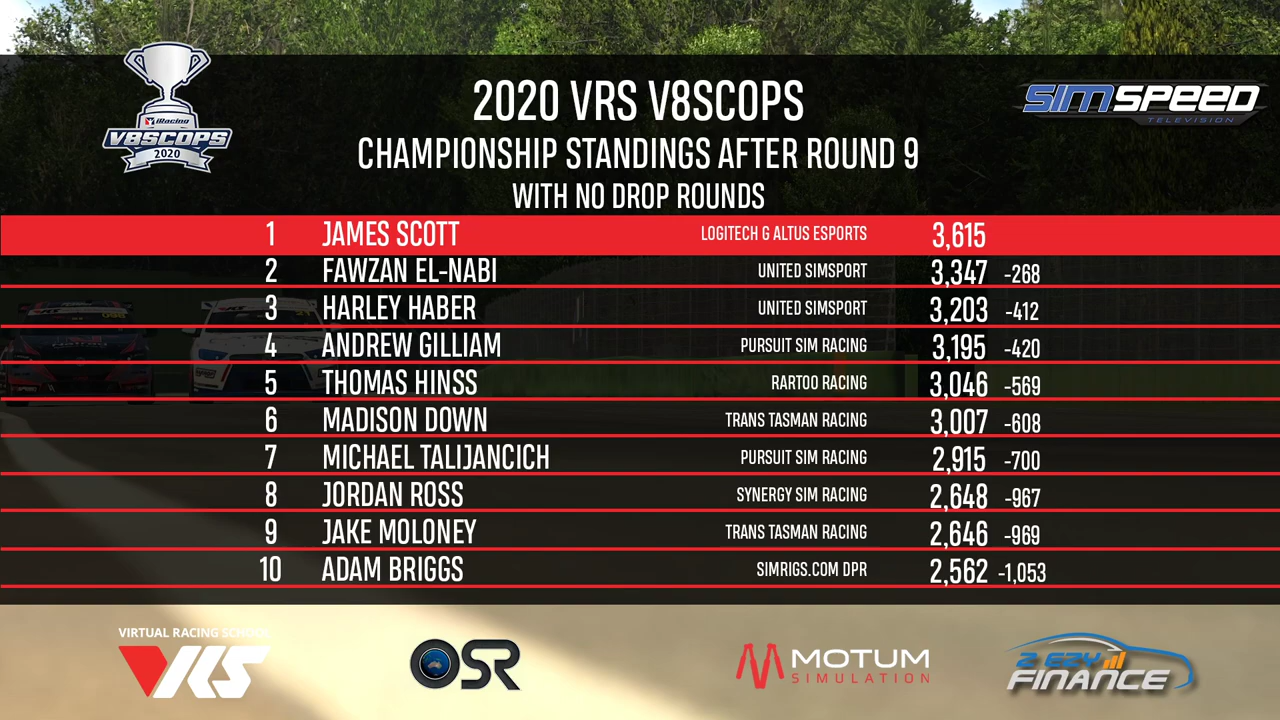 2020 VRS V8SCOPS
CHAMPIONSHIP STANDINGS AFTER ROUND 9
WITH NO DROP ROUNDS
iRacing
V8SCOPS
2020
SIMSPEED
TELEVISION
1 JAMES SCOTT LOGITECH G ALTUS ESPORTS 3,615
2 FAWZAN EL-NABI UNITED SIMSPORT 3,347 -268
3 HARLEY HABER UNITED SIMSPORT 3,203 -412
4 ANDREW GILLIAM PURSUIT SIM RACING 3,195 -420
5 THOMAS HINSS RARTOO RACING 3,046 -569
6 MADISON DOWN TRANS TASMAN RACING 3,007 -608
7 MICHAEL TALIJANCICH PURSUIT SIM RACING 2,915 -700
8 JORDAN ROSS SYNERGY SIM RACING 2,648 -967
9 JAKE MOLONEY TRANS TASMAN RACING 2,646 -969
10 ADAM BRIGGS SIMRIGS.COM DPR 2,562 -1,053
VIRTUAL RACING SCHOOL
VRS
OSR
MOTUM
SIMULATION
2 EZY
FINANCE